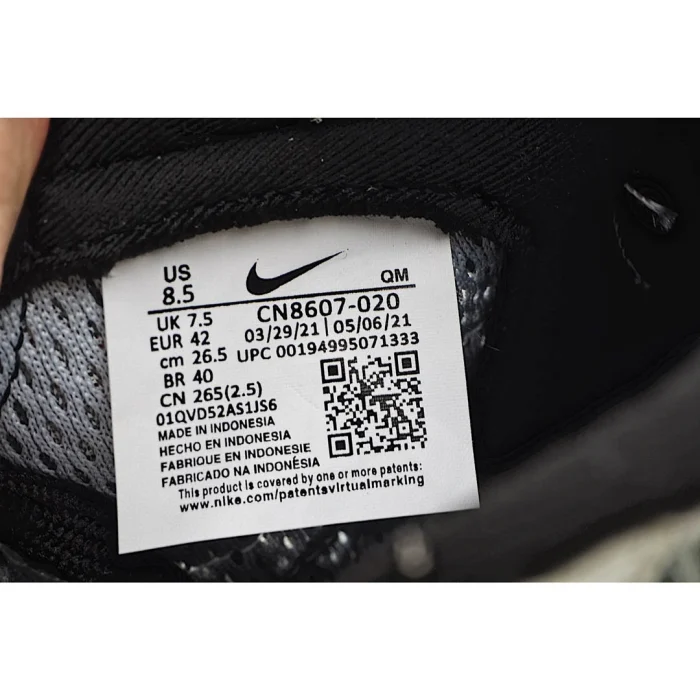 US
8.5
QM
UK 7.5
CN8607-020
EUR 42
03/29/21 | 05/06/21
cm 26.5
UPC 00194995071333
BR 40
CN 265(2.5)
01QVD52AS1JS6
MADE IN INDONESIA
HECHO EN INDONESIA
FABRIQUE EN INDONESIE
FABRICADO NA INDONÉSIA
This product is covered by one or more patents:
www.nike.com/patentsvirtualmarking